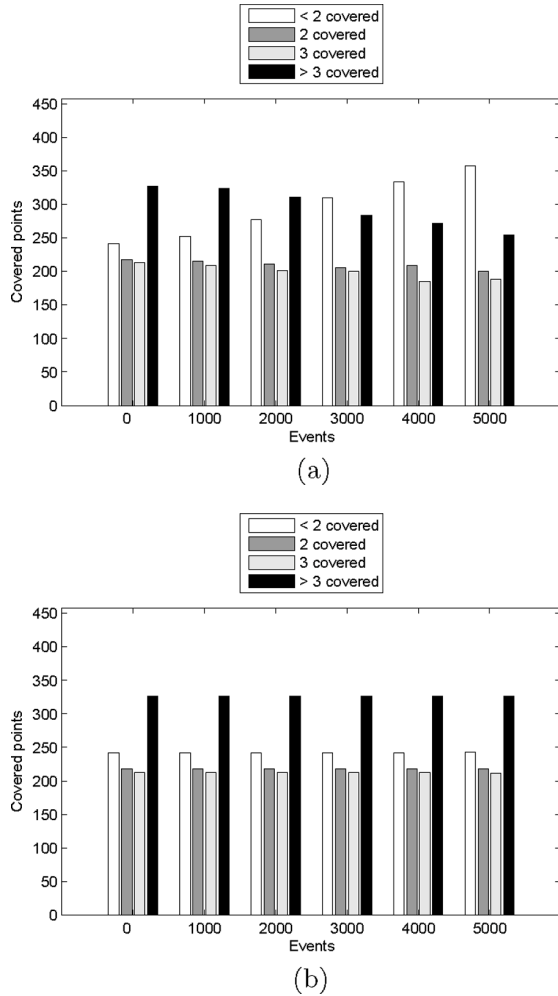 < 2 covered
2 covered
3 covered
> 3 covered
450
400
350
300
250
200
150
100
50
0
Covered points
0 1000 2000 3000 4000 5000
Events
(a)
< 2 covered
2 covered
3 covered
> 3 covered
450
400
350
300
250
200
150
100
50
0
Covered points
0 1000 2000 3000 4000 5000
Events
(b)